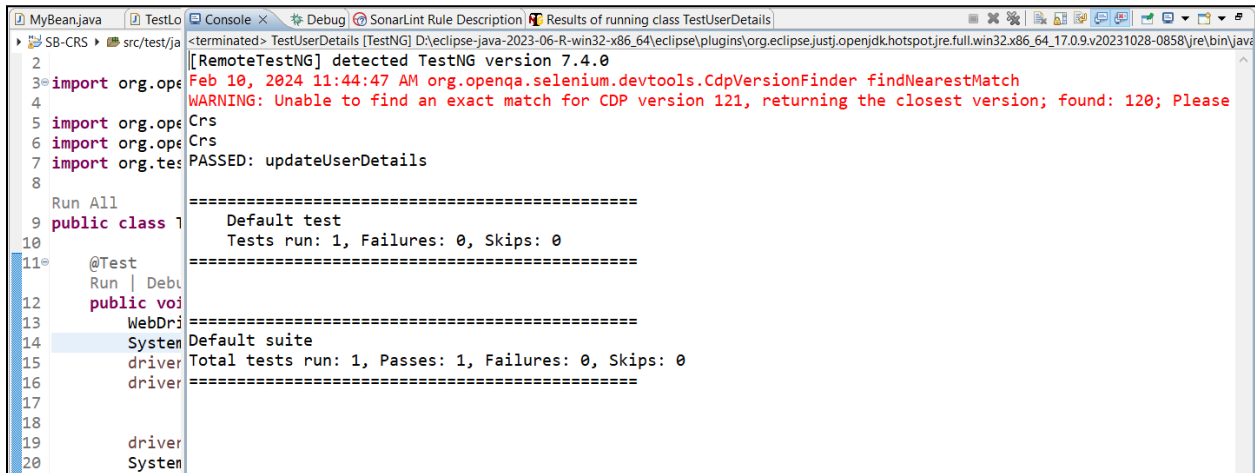 MyBean.java TestLo Console × Debug SonarLint Rule Description Results of running class TestUserDetails
SB-CRS src/test/ja <terminated> TestUserDetails [TestNG] D:\eclipse-java-2023-06-R-win32-x86_64\eclipse\plugins\org.eclipse.justj.openjdk.hotspot.jre.full.win32.x86_64_17.0.9.v20231028-0858\jre\bin\java
2 [RemoteTestNG] detected TestNG version 7.4.0
3 import org.ope Feb 10, 2024 11:44:47 AM org.openqa.selenium.devtools.CdpVersionFinder findNearestMatch
4 WARNING: Unable to find an exact match for CDP version 121, returning the closest version; found: 120; Please
5 import org.ope Crs
6 import org.ope Crs
7 import org.tes PASSED: updateUserDetails
8
Run All ===============================================
9 public class T Default test
10 Tests run: 1, Failures: 0, Skips: 0
11 @Test ===============================================
Run | Debu
12 public voi
13 WebDri ===============================================
14 System Default suite
15 driver Total tests run: 1, Passes: 1, Failures: 0, Skips: 0
16 driver ===============================================
17
18
19 driver
20 System